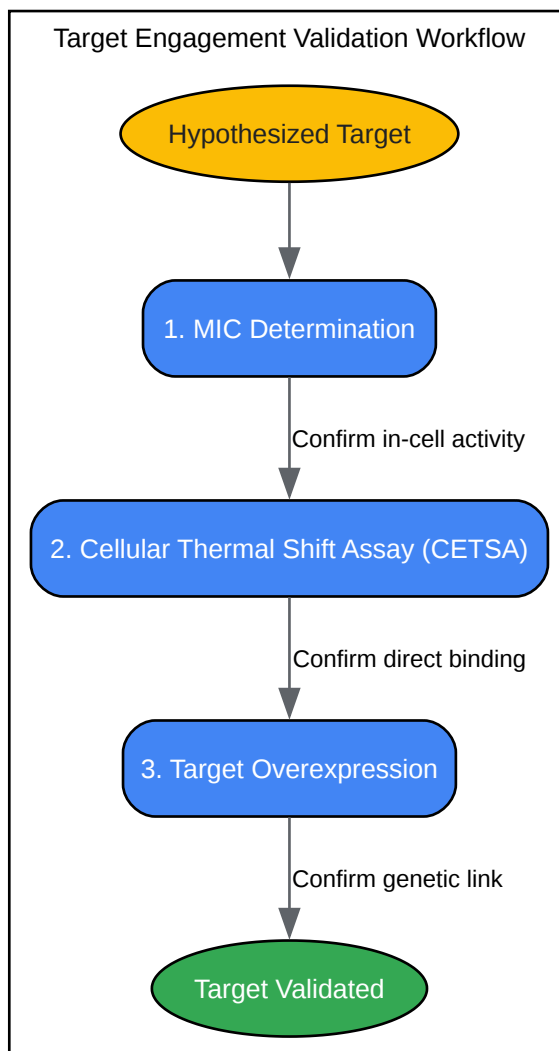 Target Engagement Validation Workflow
Hypothesized Target
1. MIC Determination
Confirm in-cell activity
2. Cellular Thermal Shift Assay (CETSA)
Confirm direct binding
3. Target Overexpression
Confirm genetic link
Target Validated